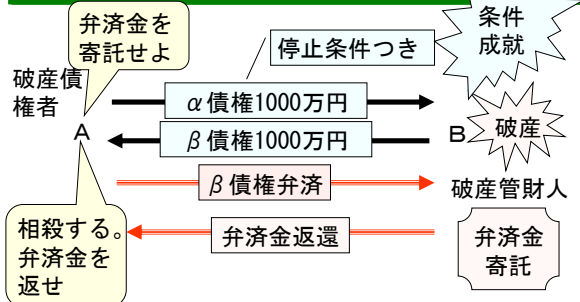 弁済金を
寄託せよ
条件
成就
停止条件つき
破産債
権者
α債権1000万円
A
β債権1000万円
B
破産
β債権弁済
破産管財人
相殺する。
弁済金を
返せ
弁済金返還
弁済金
寄託